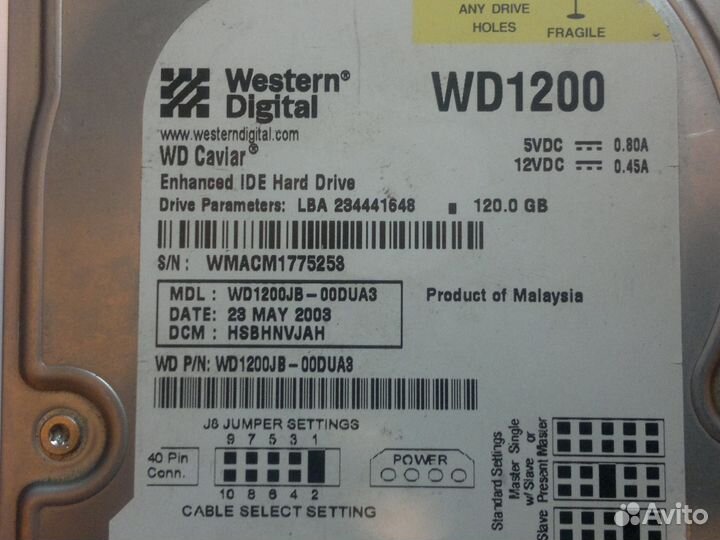 ANY DRIVE
HOLES
FRAGILE
Western®
Digital
WD1200
www.westerndigital.com
WD Caviar®
Enhanced IDE Hard Drive
5VDC 0.80A
12VDC 0.45A
Drive Parameters: LBA 234441648 ■ 120.0 GB
S/N: WMACM1775253
MDL: WD1200JB-00DUA3
DATE: 23 MAY 2003
DCM: HSBHNVJAH
Product of Malaysia
WD P/N: WD1200JB-00DUA3
J8 JUMPER SETTINGS
9 7 5 3 1
40 Pin
Conn.
10 8 6 4 2
CABLE SELECT SETTING
POWER
Standard Settings
Master Single
w/ Slave or
Slave Present Master
Avito